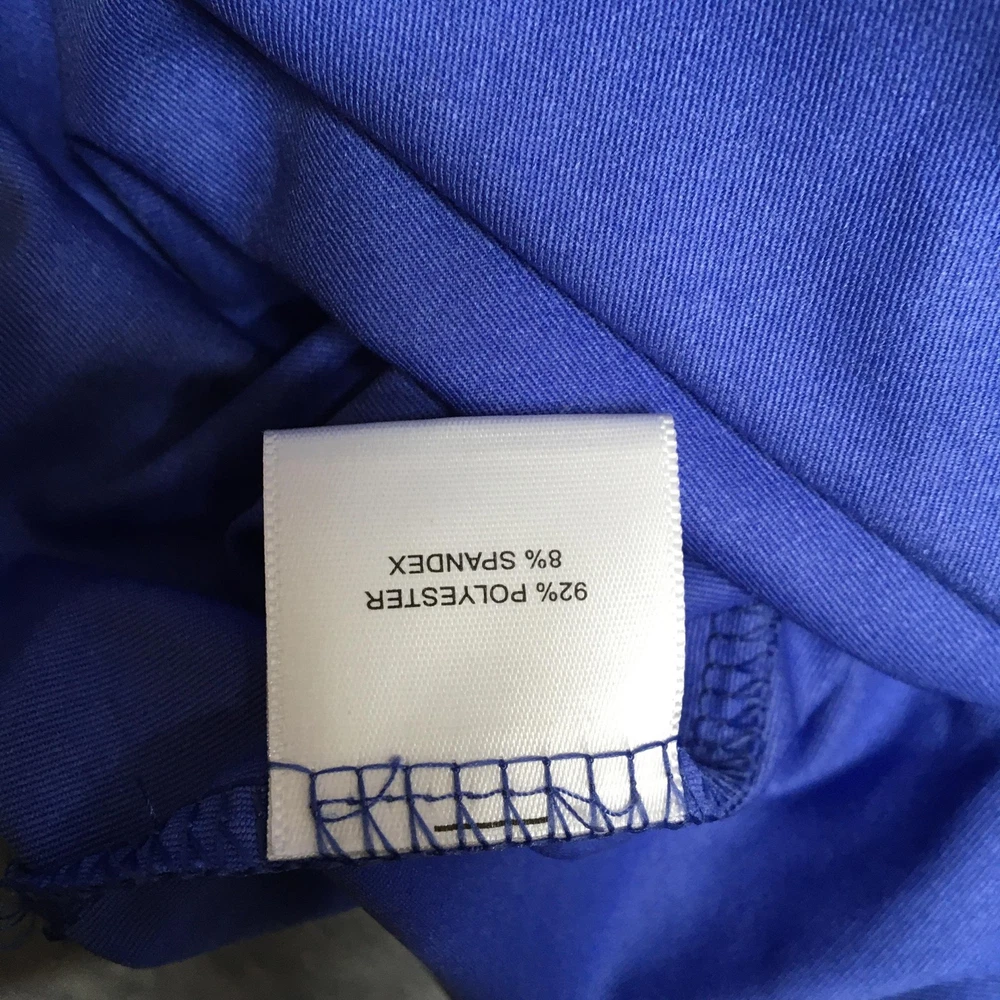 92% POLYESTER
8% SPANDEX